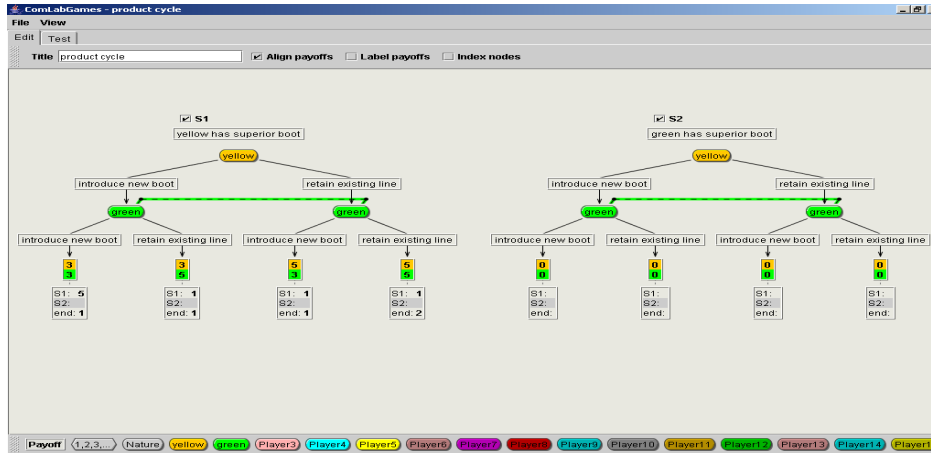 ComLabGames - product cycle
File View
Edit Test
Title product cycle Align payoffs Label payoffs Index nodes
S1 S2
yellow has superior boot green has superior boot
yellow yellow
introduce new boot retain existing line introduce new boot retain existing line
green green green green
introduce new boot retain existing line introduce new boot retain existing line introduce new boot retain existing line introduce new boot retain existing line
3 3 5 5 0 0 0 0
3 5 3 5 0 0 0 0
S1: 5 S1: 1 S1: 1 S1: 1 S1: S1: S1: S1:
S2: S2: S2: S2: S2: S2: S2: S2:
end: 1 end: 1 end: 1 end: 2 end: end: end: end:
Payoff (1,2,3,...) Nature yellow green Player3 Player4 Player5 Player6 Player7 Player8 Player9 Player10 Player11 Player12 Player13 Player14 Player1